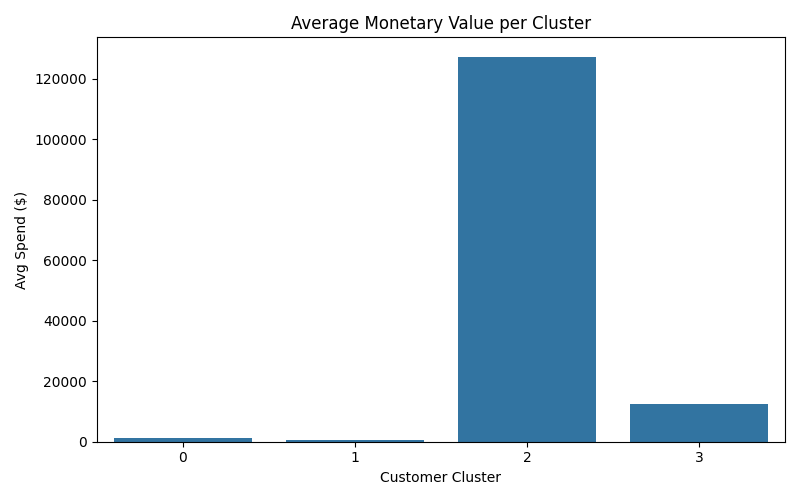 Average Monetary Value per Cluster
120000
100000
80000
60000
40000
20000
0
Avg Spend ($)
0 1 2 3
Customer Cluster